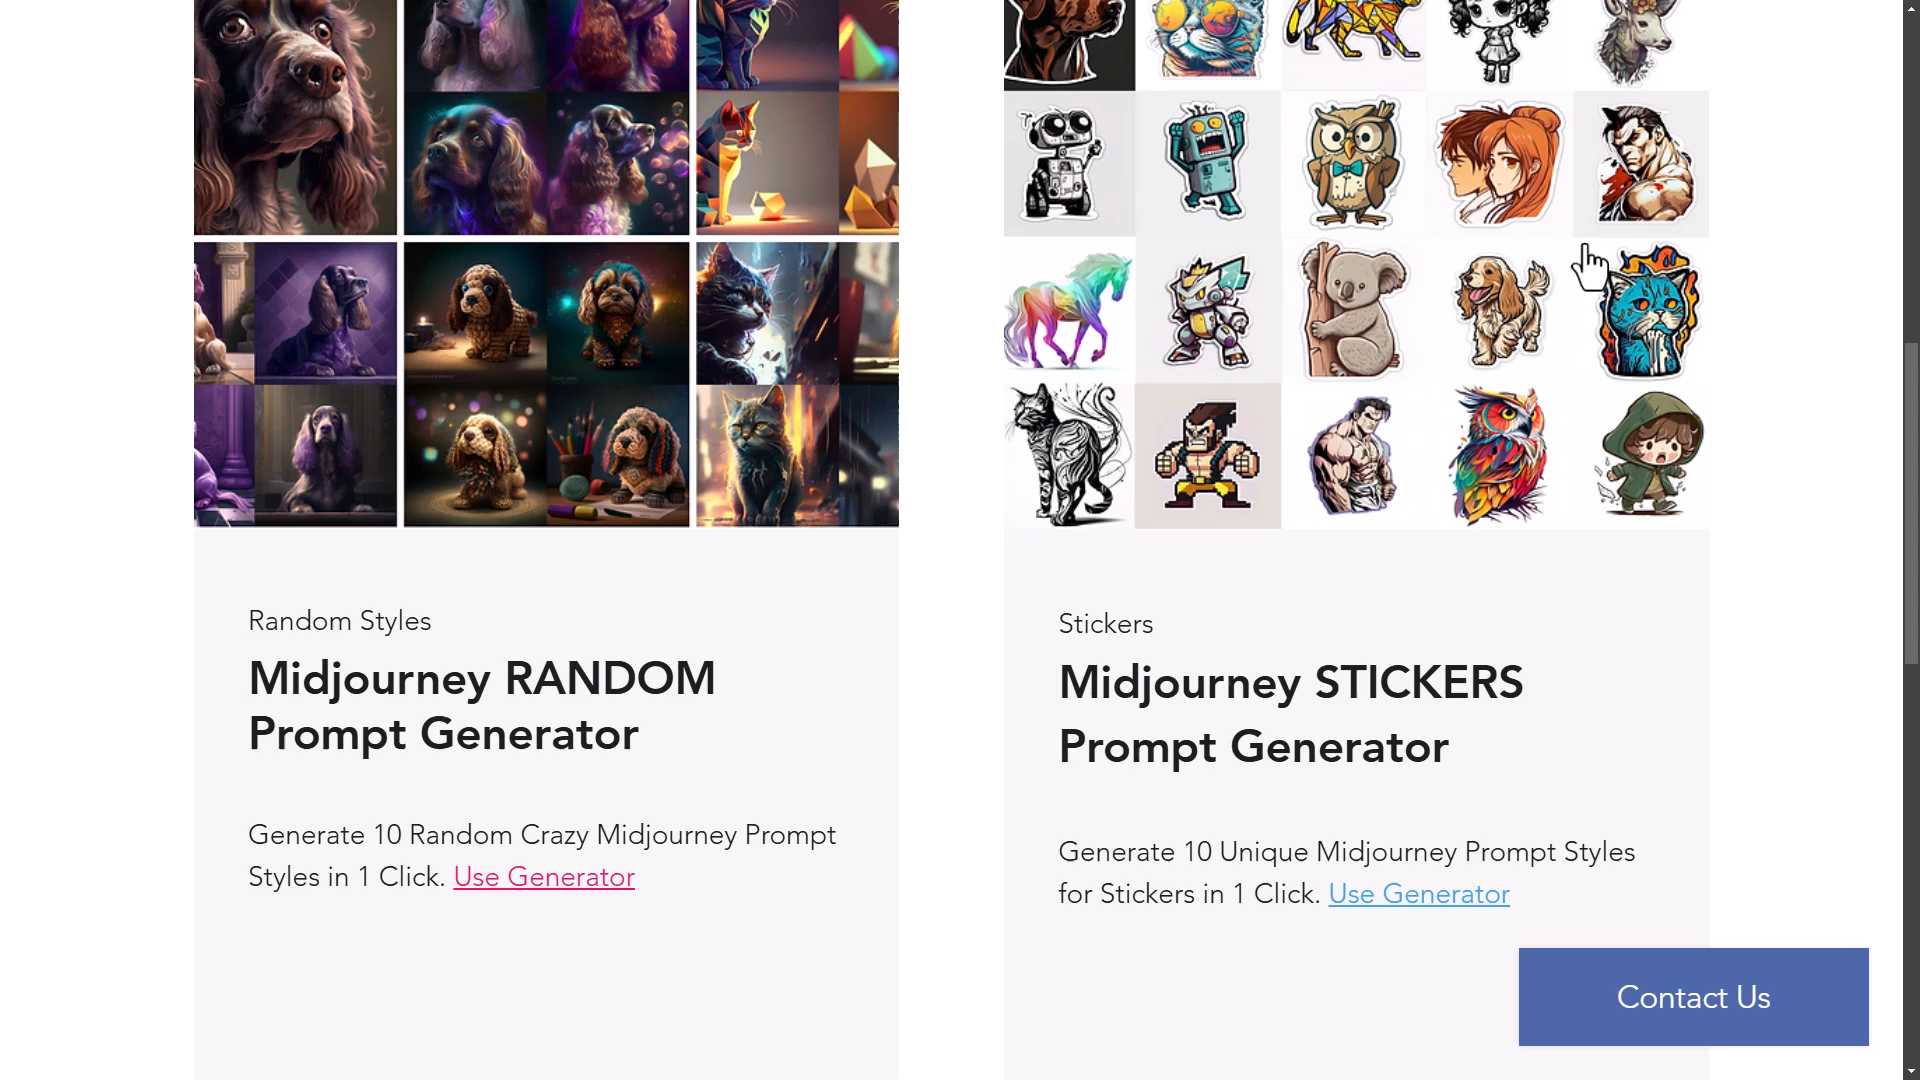 Random Styles
Midjourney RANDOM
Prompt Generator
Generate 10 Random Crazy Midjourney Prompt
Styles in 1 Click. Use Generator
Stickers
Midjourney STICKERS
Prompt Generator
Generate 10 Unique Midjourney Prompt Styles
for Stickers in 1 Click. Use Generator
Contact Us